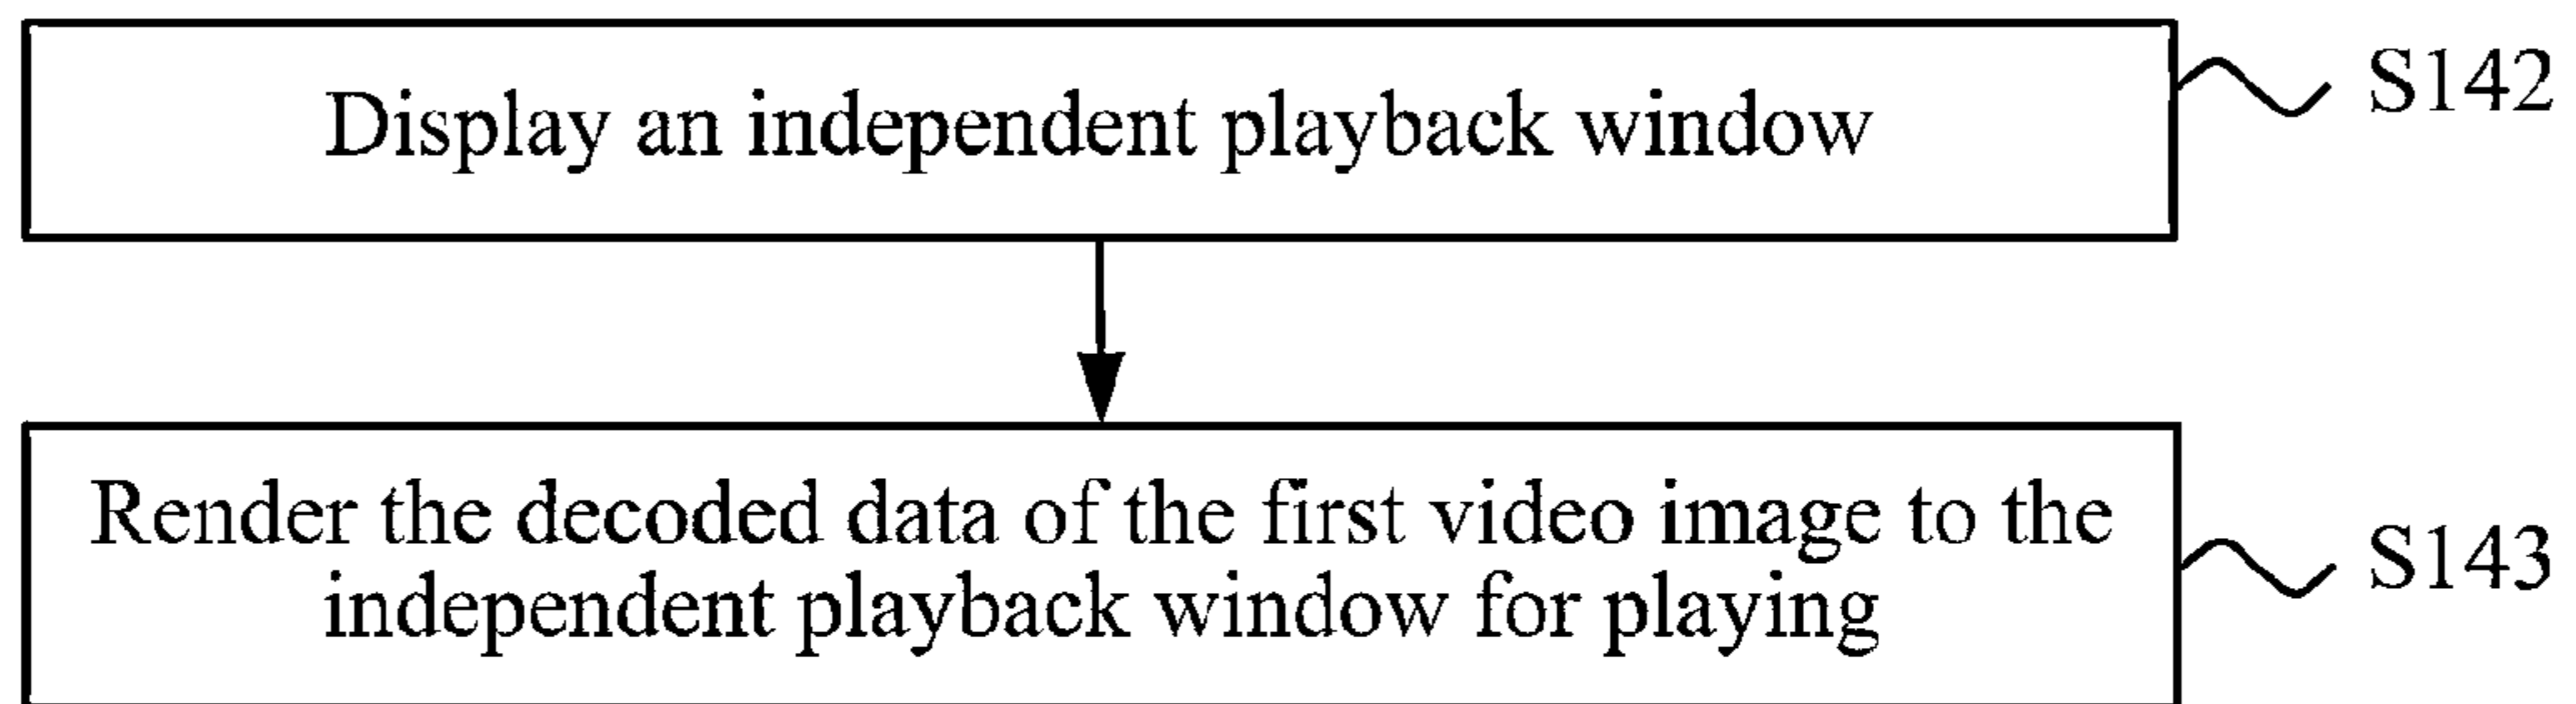 Display an independent playback window
S142
Render the decoded data of the first video image to the
independent playback window for playing
S143